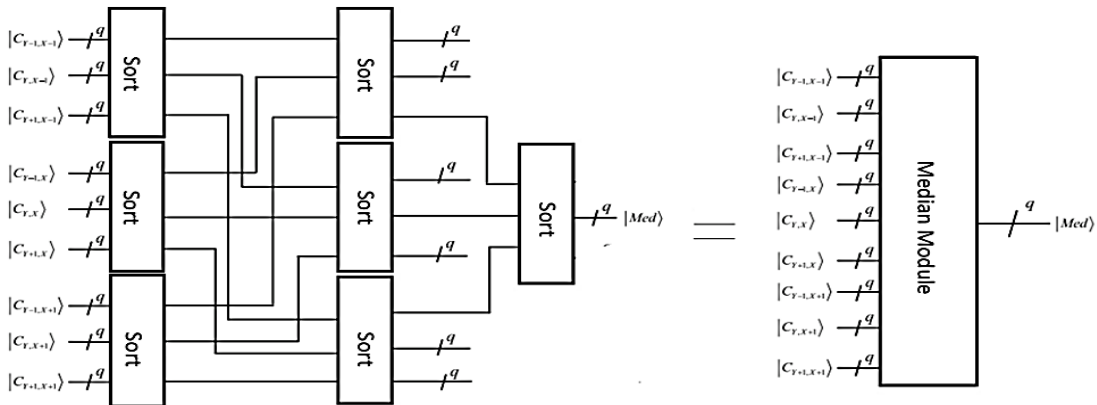 |C_{Y-1,X-1}⟩ q
|C_{Y,X-1}⟩ q
|C_{Y+1,X-1}⟩ q
|C_{Y-1,X}⟩ q
|C_{Y,X}⟩ q
|C_{Y+1,X}⟩ q
|C_{Y-1,X+1}⟩ q
|C_{Y,X+1}⟩ q
|C_{Y+1,X+1}⟩ q
Sort
Sort
Sort
Sort
Sort
Sort
q
q
q
q
q
q
Sort
q |Med⟩
=
|C_{Y-1,X-1}⟩ q
|C_{Y,X-1}⟩ q
|C_{Y+1,X-1}⟩ q
|C_{Y-1,X}⟩ q
|C_{Y,X}⟩ q
|C_{Y+1,X}⟩ q
|C_{Y-1,X+1}⟩ q
|C_{Y,X+1}⟩ q
|C_{Y+1,X+1}⟩ q
Median Module
q |Med⟩